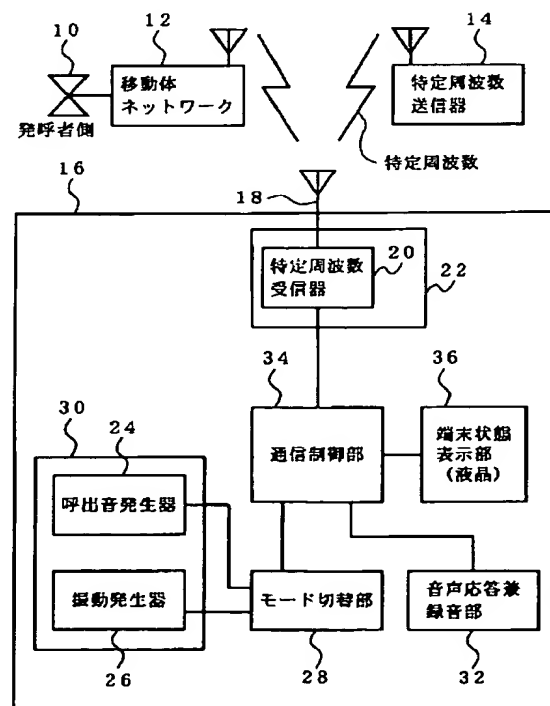 10
12
14
移動体
ネットワーク
発呼者側
特定周波数
送信器
特定周波数
16
18
特定周波数
受信器
20
22
34
36
通信制御部
端末状態
表示部
(液晶)
30
24
呼出音発生器
振動発生器
モード切替部
音声応答兼
録音部
26
28
32